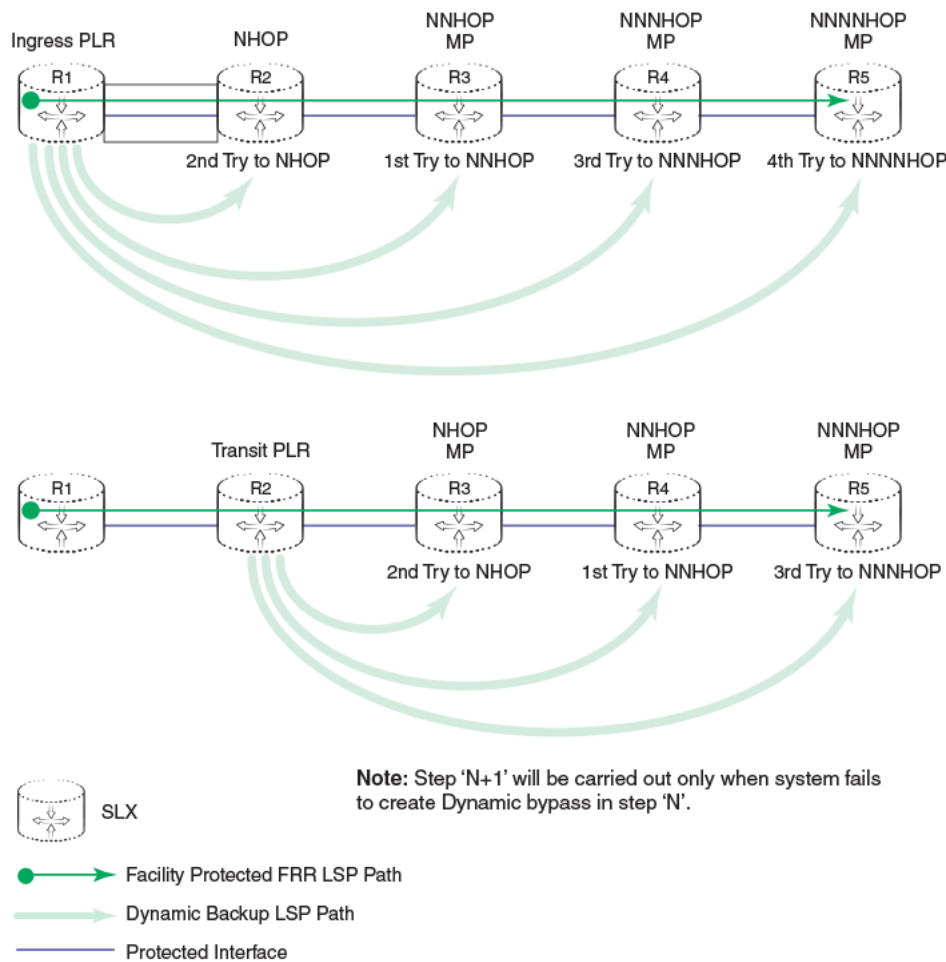 Ingress PLR
NHOP
NNHOP
MP
NNNHOP
MP
NNNNHOP
MP
R1
R2
R3
R4
R5
2nd Try to NHOP
1st Try to NNHOP
3rd Try to NNNHOP
4th Try to NNNNHOP
Transit PLR
NHOP
MP
NNHOP
MP
NNNHOP
MP
R1
R2
R3
R4
R5
2nd Try to NHOP
1st Try to NNHOP
3rd Try to NNNHOP
Note: Step ‘N+1’ will be carried out only when system fails
to create Dynamic bypass in step ‘N’.
SLX
Facility Protected FRR LSP Path
Dynamic Backup LSP Path
Protected Interface